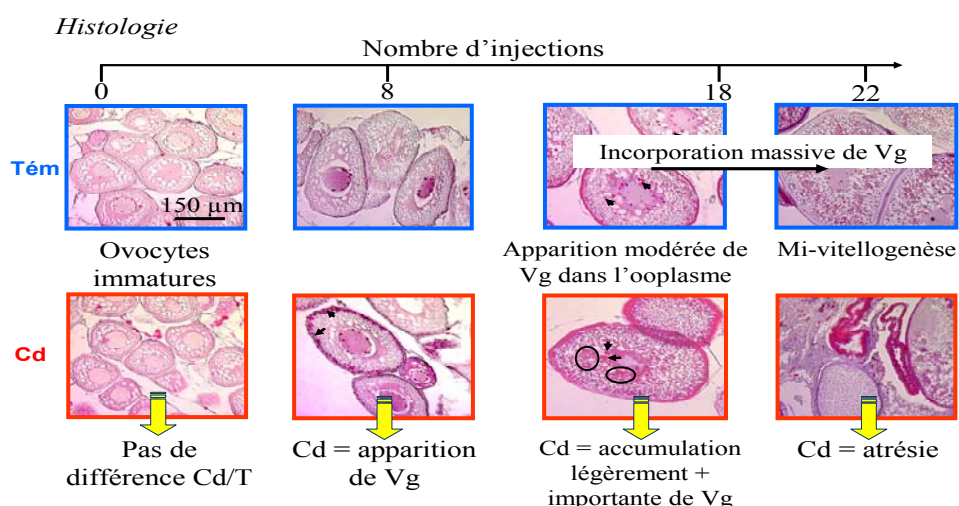 Histologie
Nombre d’injections
0
8
18
22
Tém
Incorporation massive de Vg
150 µm
Ovocytes
immatures
Apparition modérée de
Vg dans l’ooplasme
Mi-vitellogenèse
Cd
Pas de
différence Cd/T
Cd = apparition
de Vg
Cd = accumulation
légèrement +
importante de Vg
Cd = atrésie